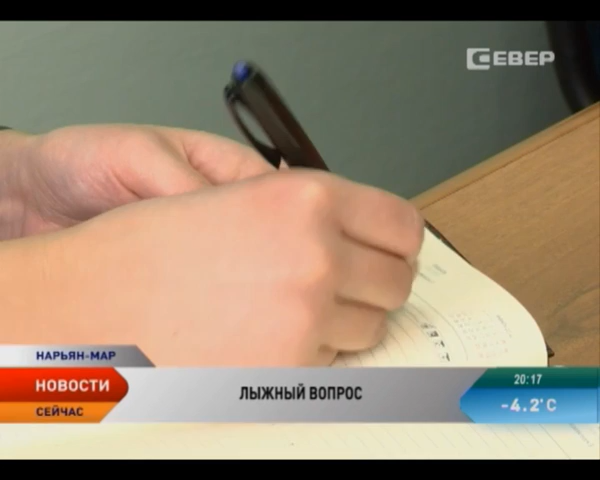 СЕВЕР
НАРЬЯН-МАР
НОВОСТИ
СЕЙЧАС
ЛЫЖНЫЙ ВОПРОС
20:17
-4.2°C